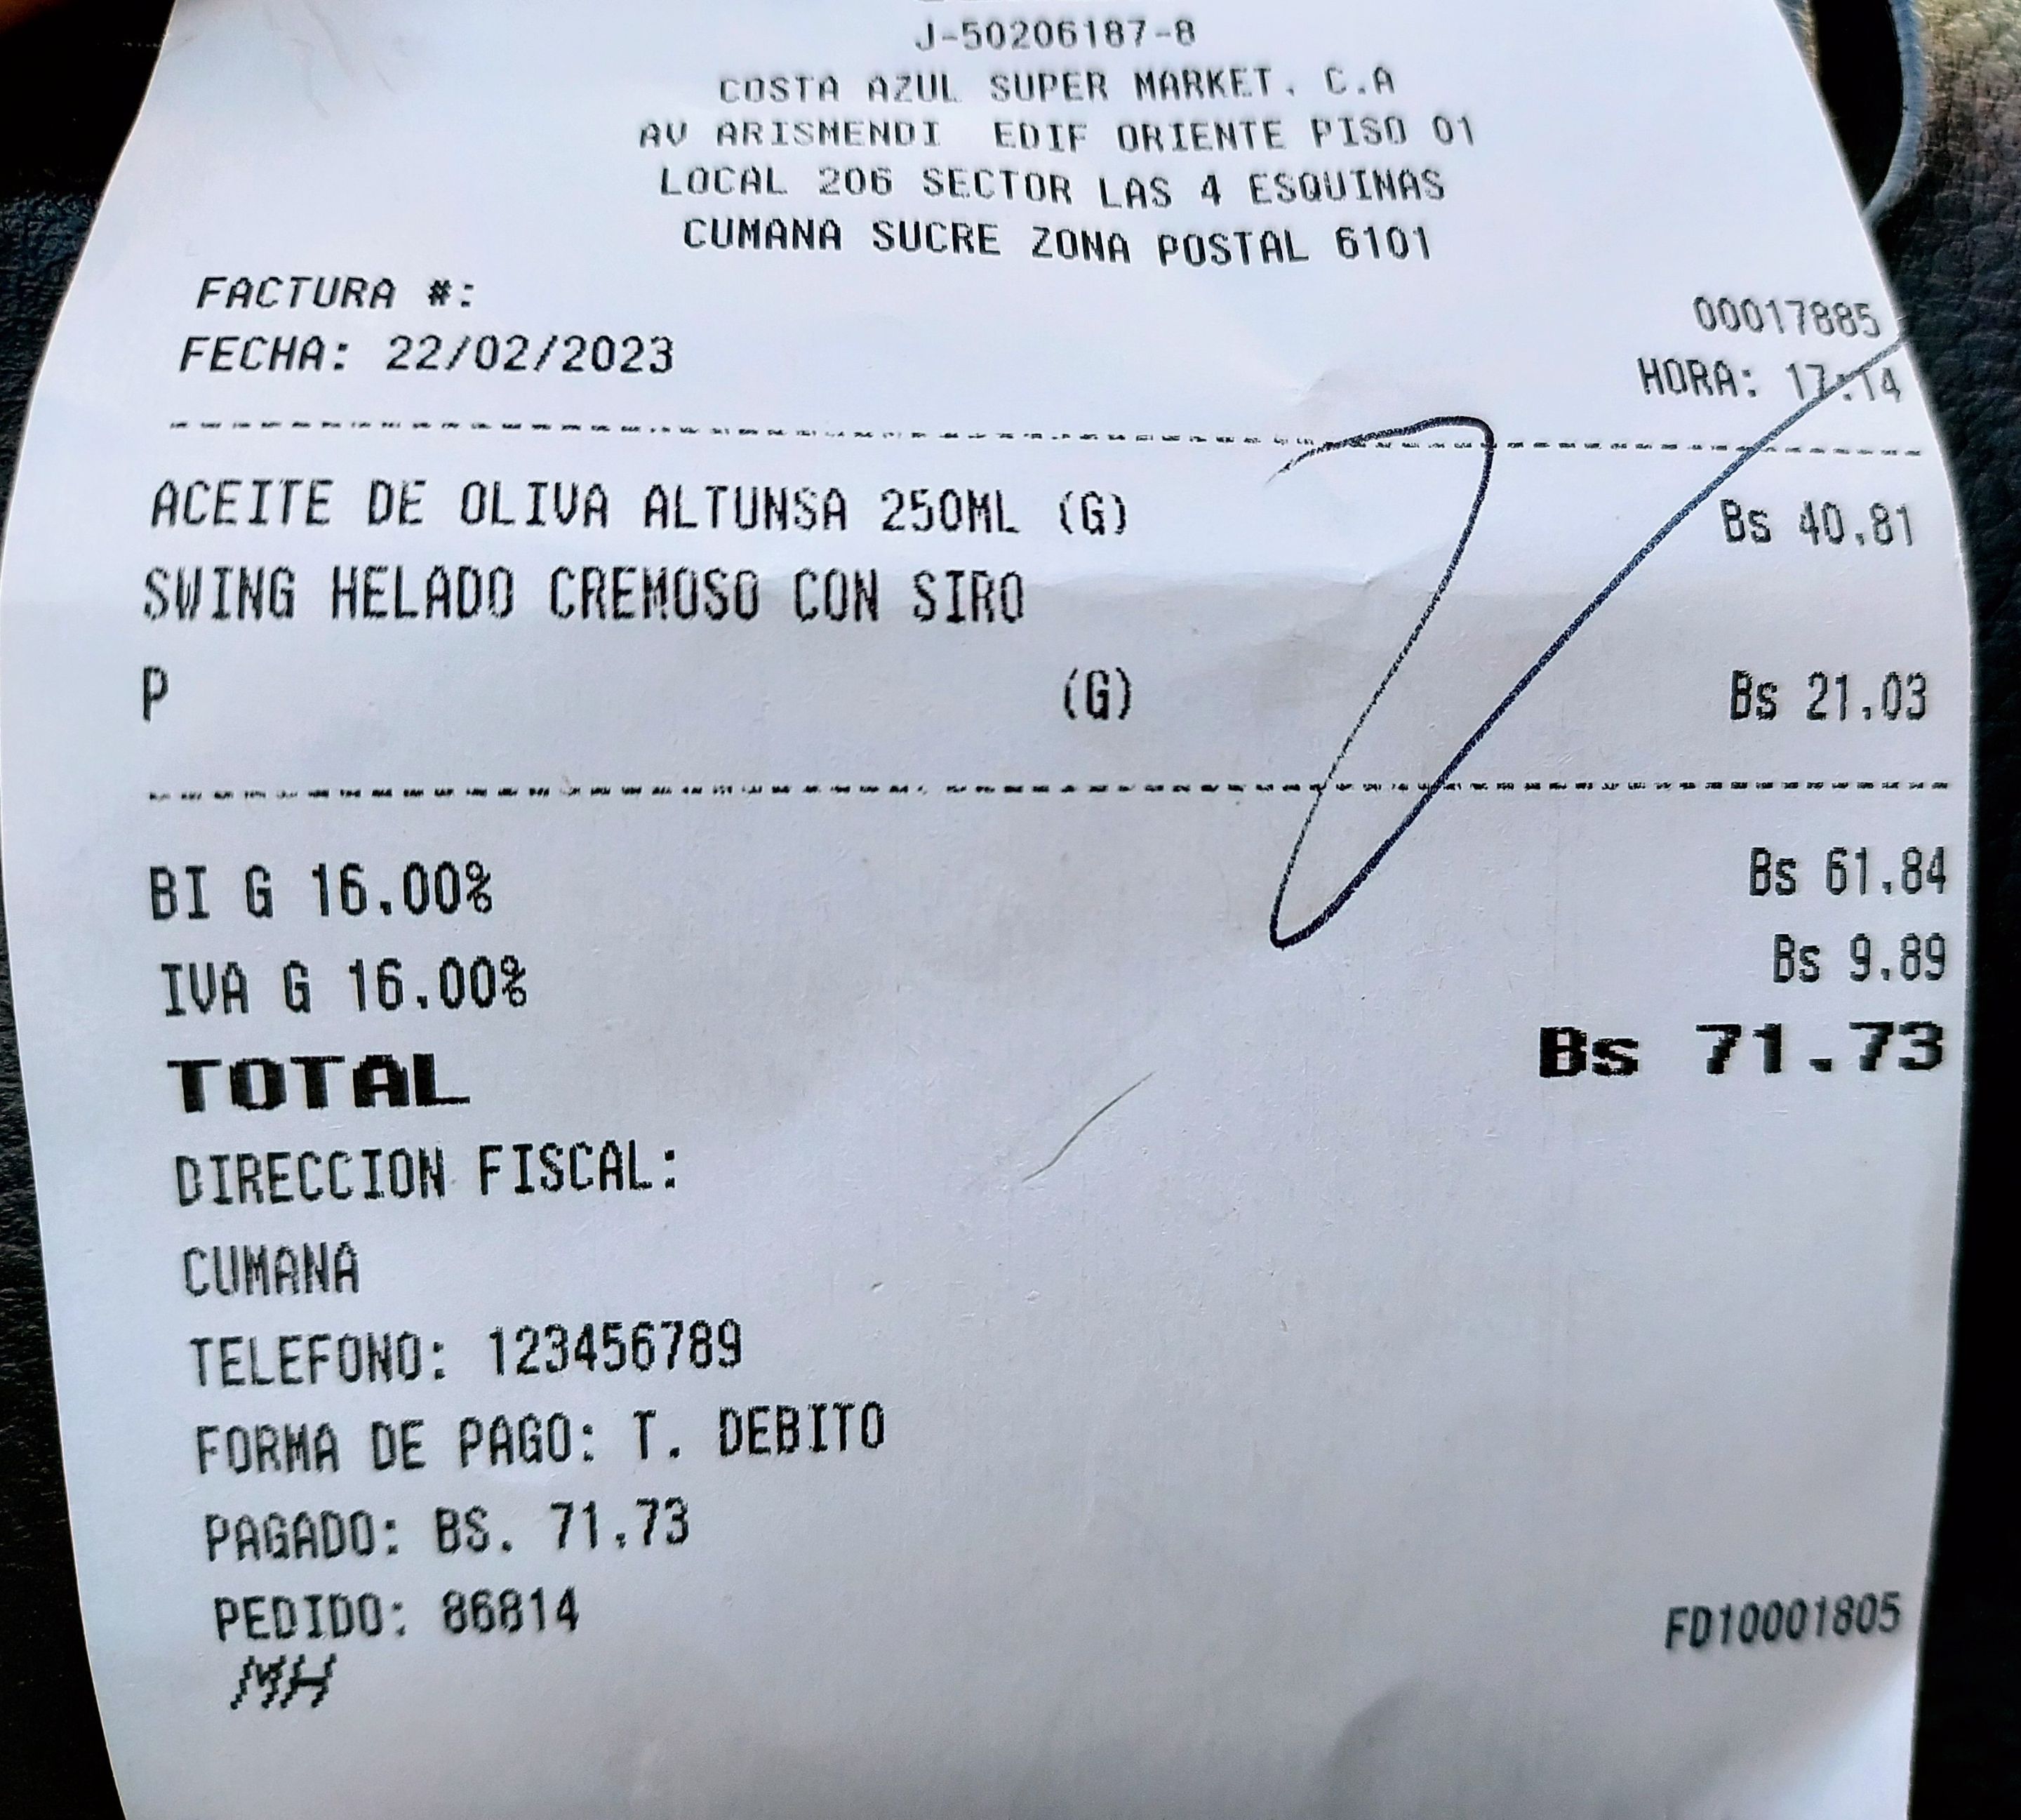 J-50206187-8
COSTA AZUL SUPER MARKET. C.A
AV ARISMENDI EDIF ORIENTE PISO 01
LOCAL 206 SECTOR LAS 4 ESQUINAS
CUMANA SUCRE ZONA POSTAL 6101
FACTURA #: 00017885
FECHA: 22/02/2023 HORA: 17:14
ACEITE DE OLIVA ALTUNSA 250ML (G) Bs 40,81
SWING HELADO CREMOSO CON SIRO
P (G) Bs 21,03
BI G 16,00% Bs 61,84
IVA G 16,00% Bs 9,89
TOTAL Bs 71,73
DIRECCION FISCAL:
CUMANA
TELEFONO: 123456789
FORMA DE PAGO: T. DEBITO
PAGADO: BS. 71,73
PEDIDO: 86814
MH FD10001805